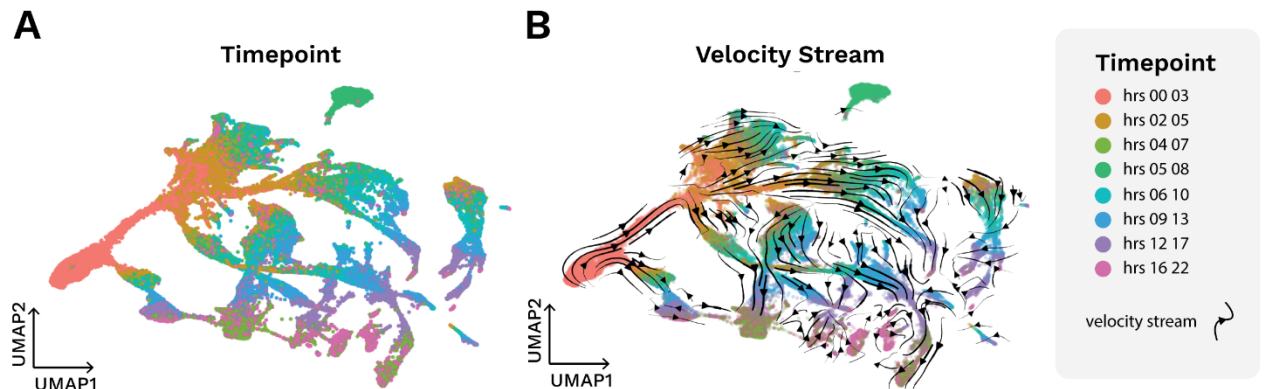 A
Timepoint
UMAP2
UMAP1
B
Velocity Stream
UMAP2
UMAP1
Timepoint
hrs 00 03
hrs 02 05
hrs 04 07
hrs 05 08
hrs 06 10
hrs 09 13
hrs 12 17
hrs 16 22
velocity stream